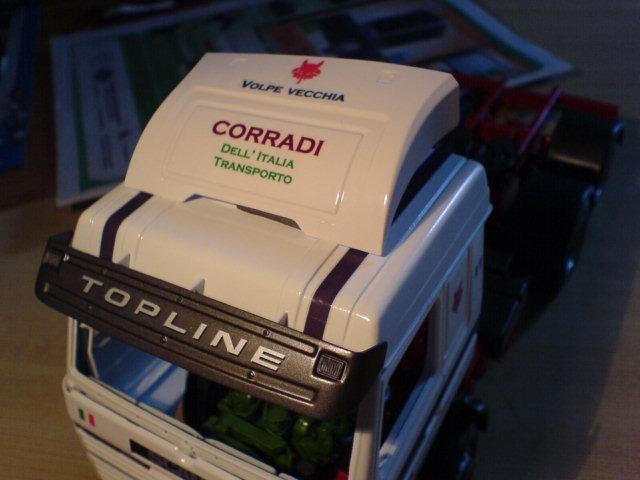 VOLPE VECCHIA
CORRADI
DELL' ITALIA
TRANSPORTO
TOPLINE